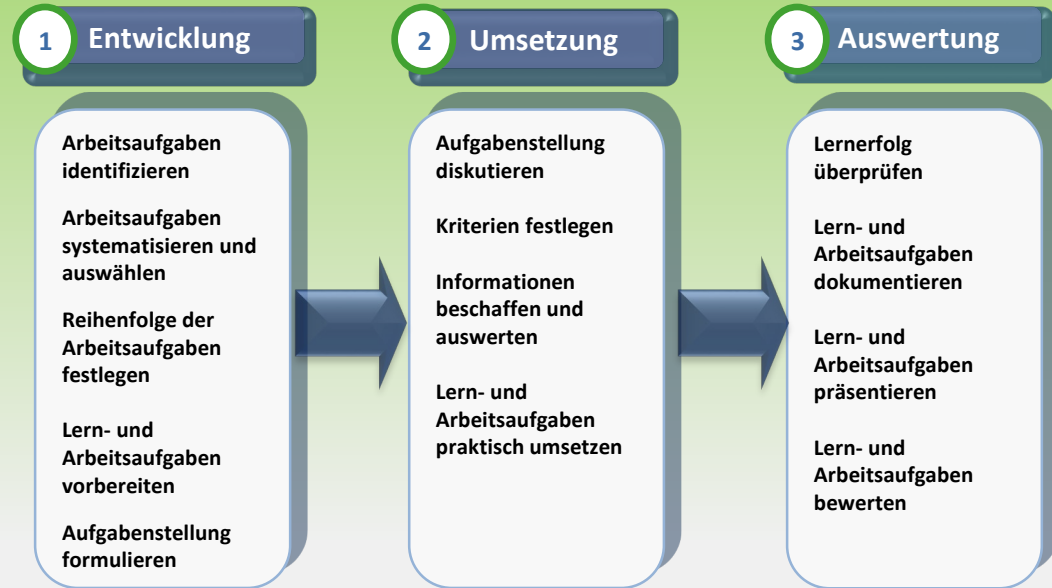 1 Entwicklung
Arbeitsaufgaben
identifizieren
Arbeitsaufgaben
systematisieren und
auswählen
Reihenfolge der
Arbeitsaufgaben
festlegen
Lern- und
Arbeitsaufgaben
vorbereiten
Aufgabenstellung
formulieren
2 Umsetzung
Aufgabenstellung
diskutieren
Kriterien festlegen
Informationen
beschaffen und
auswerten
Lern- und
Arbeitsaufgaben
praktisch umsetzen
3 Auswertung
Lernerfolg
überprüfen
Lern- und
Arbeitsaufgaben
dokumentieren
Lern- und
Arbeitsaufgaben
präsentieren
Lern- und
Arbeitsaufgaben
bewerten